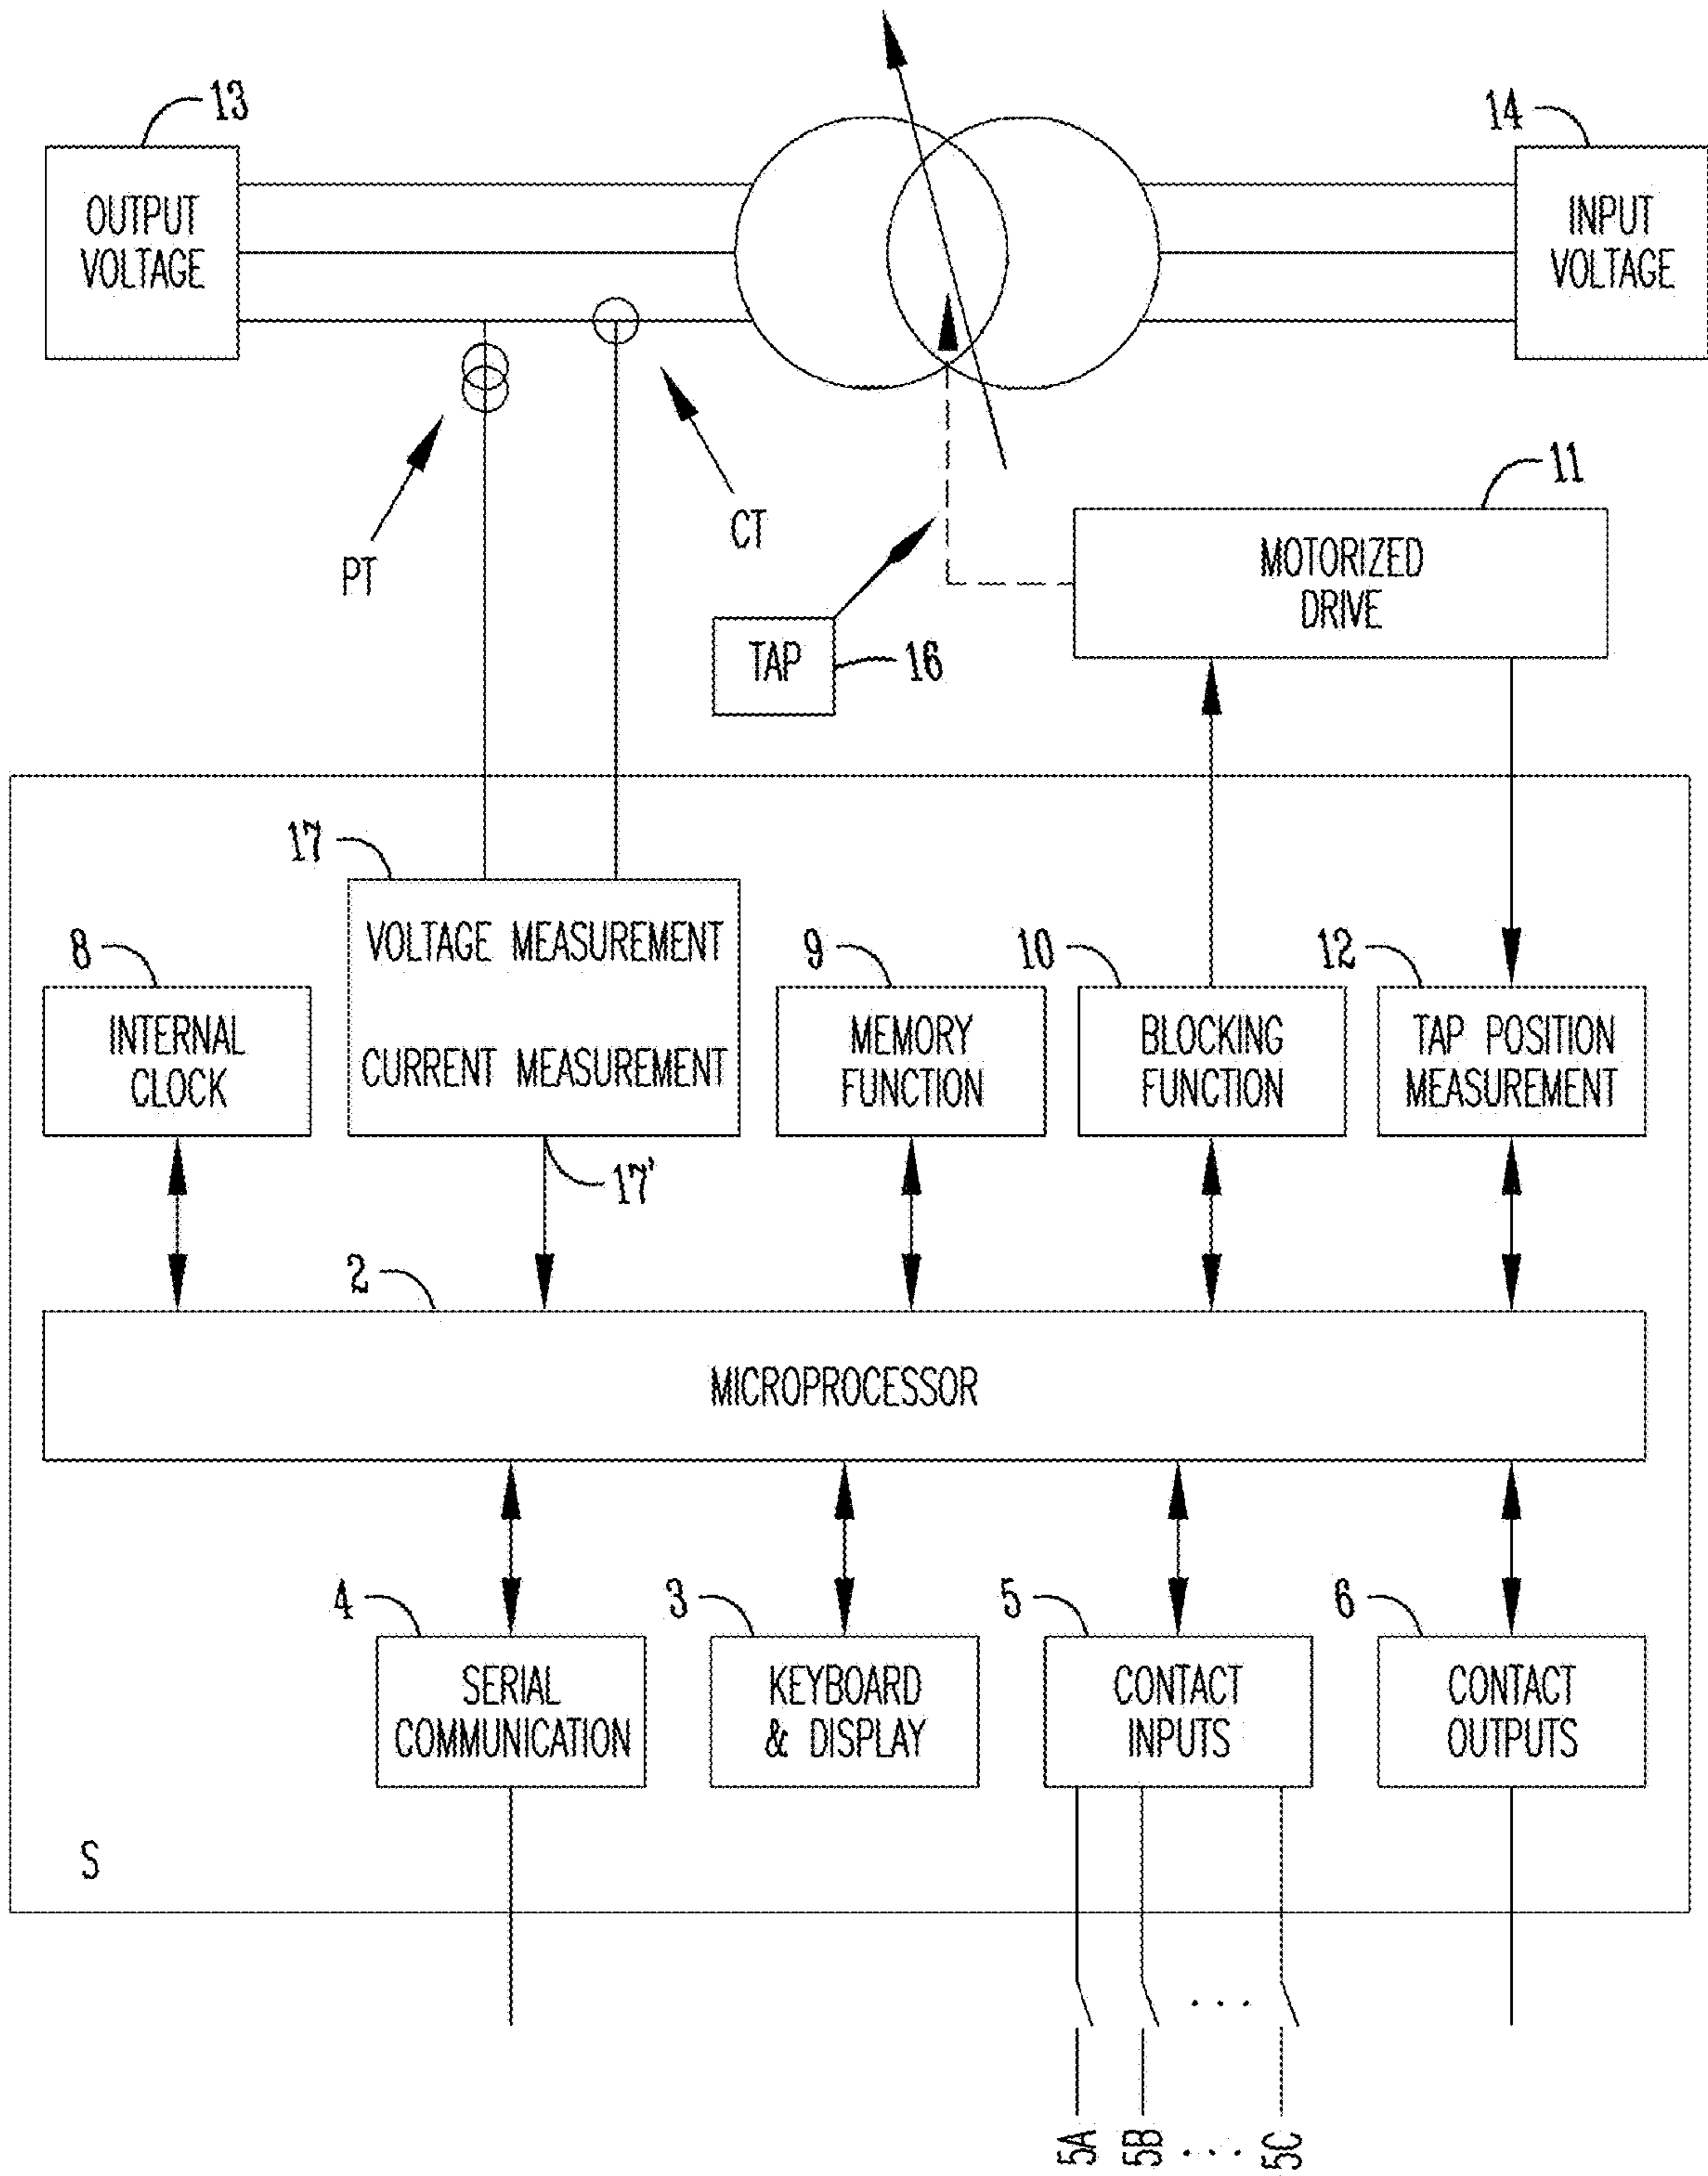 13
14
OUTPUT
VOLTAGE
INPUT
VOLTAGE
11
CT
PT
MOTORIZED
DRIVE
TAP
16
17
VOLTAGE MEASUREMENT
CURRENT MEASUREMENT
8
9
10
12
INTERNAL
CLOCK
MEMORY
FUNCTION
BLOCKING
FUNCTION
TAP POSITION
MEASUREMENT
17'
2
MICROPROCESSOR
4
3
5
6
SERIAL
COMMUNICATION
KEYBOARD
& DISPLAY
CONTACT
INPUTS
CONTACT
OUTPUTS
S
. . .
5A 5B . . . 5C